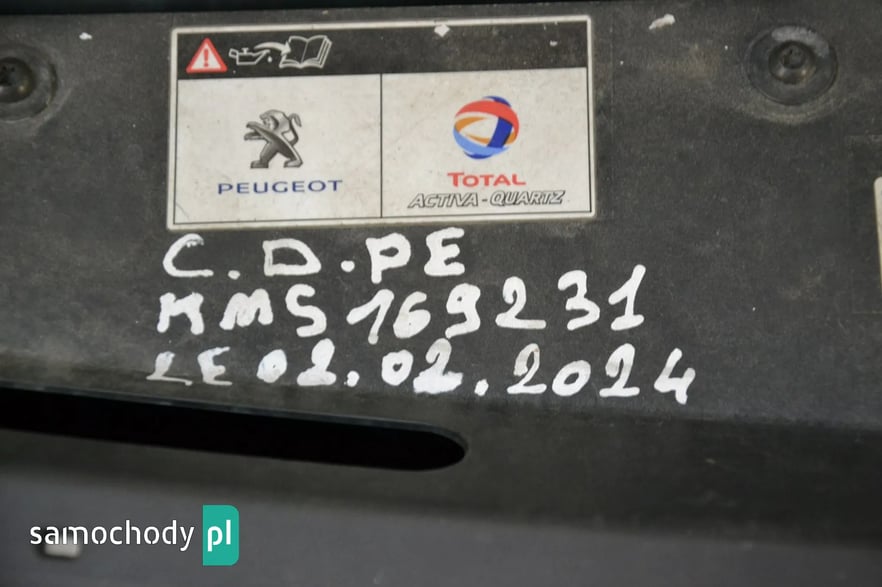 PEUGEOT
TOTAL
ACTIVA-QUARTZ
C.D.PE
KMS 169231
LE 02.02.2024
samochody pl